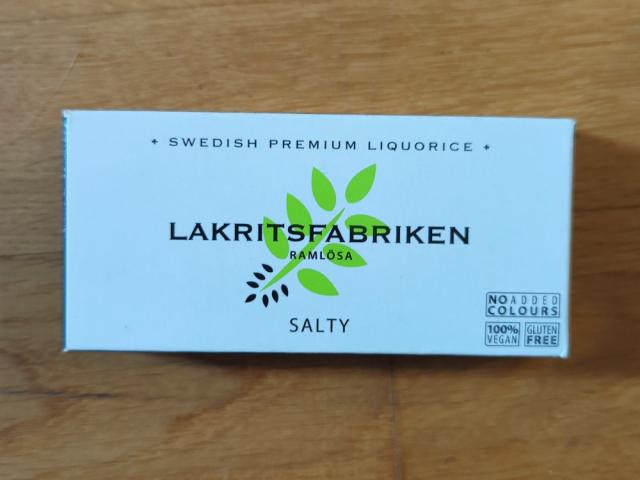 + SWEDISH PREMIUM LIQUORICE +
LAKRITSFABRIKEN
RAMLÖSA
SALTY
NO ADDED
COLOURS
100%
VEGAN
GLUTEN
FREE